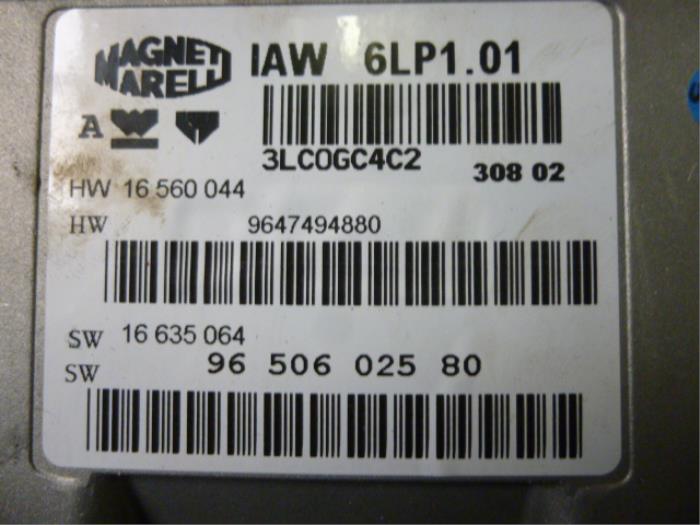 MAGNETI
MARELLI
IAW 6LP1.01
A
3LC0GC4C2
308 02
HW 16 560 044
HW 9647494880
SW 16 635 064
SW 96 506 025 80